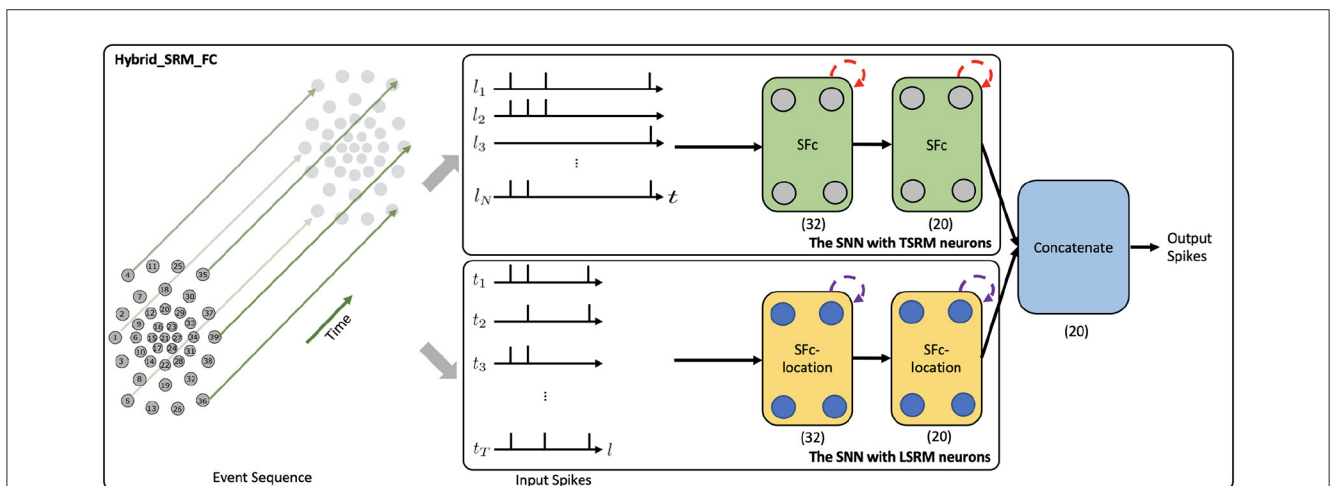 Hybrid_SRM_FC
l1
l2
l3
⋮
lN
t
SFc
SFc
(32)
(20)
The SNN with TSRM neurons
t1
t2
t3
⋮
tT
l
SFc-
location
SFc-
location
(32)
(20)
The SNN with LSRM neurons
Concatenate
(20)
Output
Spikes
4 11 25 35
7 18 30
2 12 20 29 37
9 16 23 33
1 6 15 21 27 34 39
10 17 24 31
3 14 22 28 38
8 19 32
5 13 26 36
Time
Event Sequence
Input Spikes